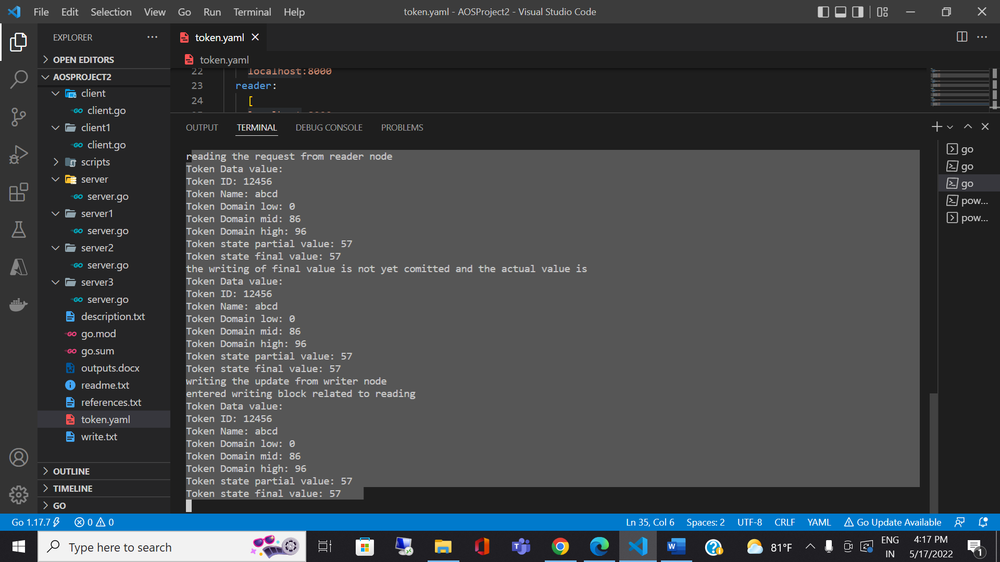 File Edit Selection View Go Run Terminal Help
token.yaml - AOSProject2 - Visual Studio Code
EXPLORER
OPEN EDITORS
AOSPROJECT2
client
client.go
client1
client.go
scripts
server
server.go
server1
server.go
server2
server.go
server3
server.go
description.txt
go.mod
go.sum
outputs.docx
readme.txt
references.txt
token.yaml
write.txt
OUTLINE
TIMELINE
GO
token.yaml
token.yaml
22 localhost:8000
23 reader:
24 [
OUTPUT TERMINAL DEBUG CONSOLE PROBLEMS
reading the request from reader node
Token Data value:
Token ID: 12456
Token Name: abcd
Token Domain low: 0
Token Domain mid: 86
Token Domain high: 96
Token state partial value: 57
Token state final value: 57
the writing of final value is not yet comitted and the actual value is
Token Data value:
Token ID: 12456
Token Name: abcd
Token Domain low: 0
Token Domain mid: 86
Token Domain high: 96
Token state partial value: 57
Token state final value: 57
writing the update from writer node
entered writing block related to reading
Token Data value:
Token ID: 12456
Token Name: abcd
Token Domain low: 0
Token Domain mid: 86
Token Domain high: 96
Token state partial value: 57
Token state final value: 57
go
go
go
pow...
pow...
Go 1.17.7 0 0
Ln 35, Col 6 Spaces: 2 UTF-8 CRLF YAML Go Update Available
Type here to search
81°F
ENG
IN
4:17 PM
5/17/2022
1